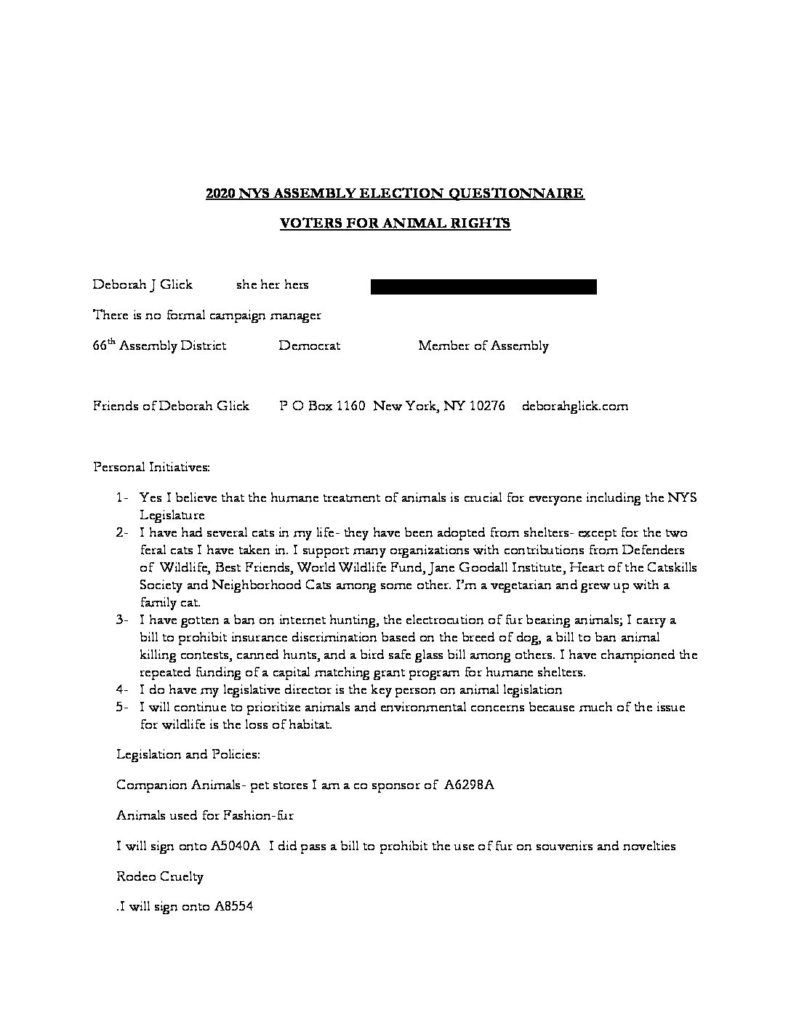 2020 NYS ASSEMBLY ELECTION QUESTIONNAIRE
VOTERS FOR ANIMAL RIGHTS
Deborah J Glick she her hers
There is no formal campaign manager
66th Assembly District Democrat Member of Assembly
Friends of Deborah Glick P O Box 1160 New York, NY 10276 deborahglick.com
Personal Initiatives:
1- Yes I believe that the humane treatment of animals is crucial for everyone including the NYS
Legislature
2- I have had several cats in my life- they have been adopted from shelters- except for the two
feral cats I have taken in. I support many organizations with contributions from Defenders
of Wildlife, Best Friends, World Wildlife Fund, Jane Goodall Institute, Heart of the Catskills
Society and Neighborhood Cats among some other. I'm a vegetarian and grew up with a
family cat.
3- I have gotten a ban on internet hunting, the electrocution of fur bearing animals; I carry a
bill to prohibit insurance discrimination based on the breed of dog, a bill to ban animal
killing contests, canned hunts, and a bird safe glass bill among others. I have championed the
repeated funding of a capital matching grant program for humane shelters.
4- I do have my legislative director is the key person on animal legislation
5- I will continue to prioritize animals and environmental concerns because much of the issue
for wildlife is the loss of habitat.
Legislation and Policies:
Companion Animals- pet stores I am a co sponsor of A6298A
Animals used for Fashion-fur
I will sign onto A5040A I did pass a bill to prohibit the use of fur on souvenirs and novelties
Rodeo Cruelty
.I will sign onto A8554